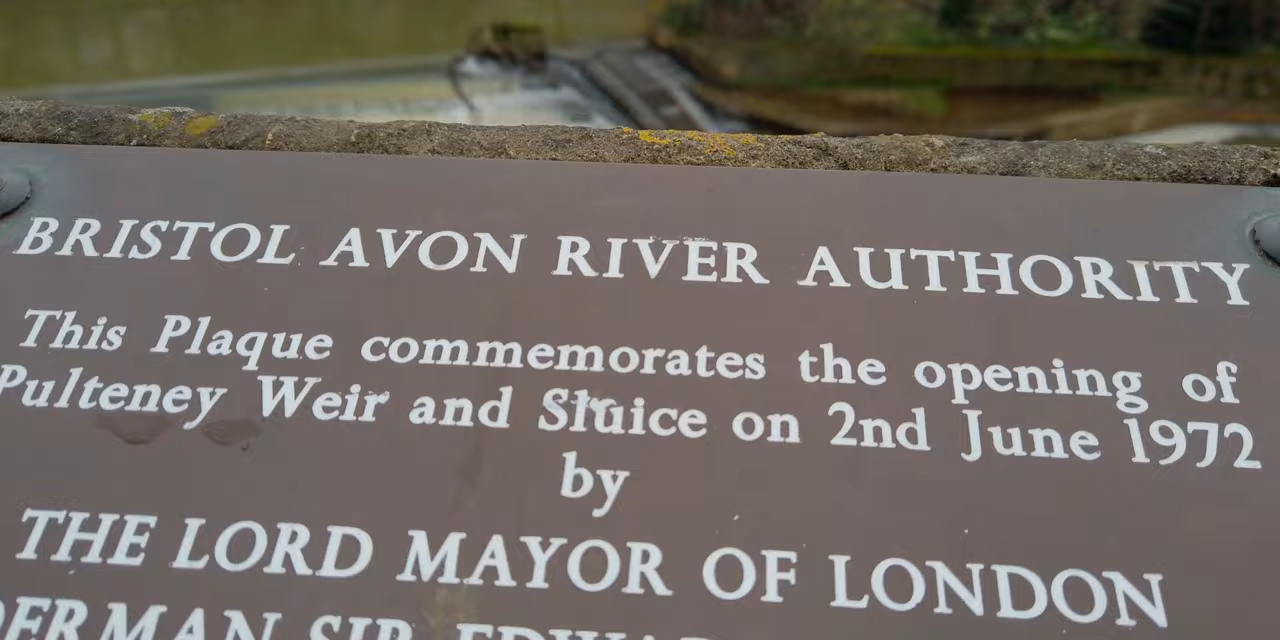 BRISTOL AVON RIVER AUTHORITY
This Plaque commemorates the opening of
Pulteney Weir and Sluice on 2nd June 1972
by
THE LORD MAYOR OF LONDON
SIR